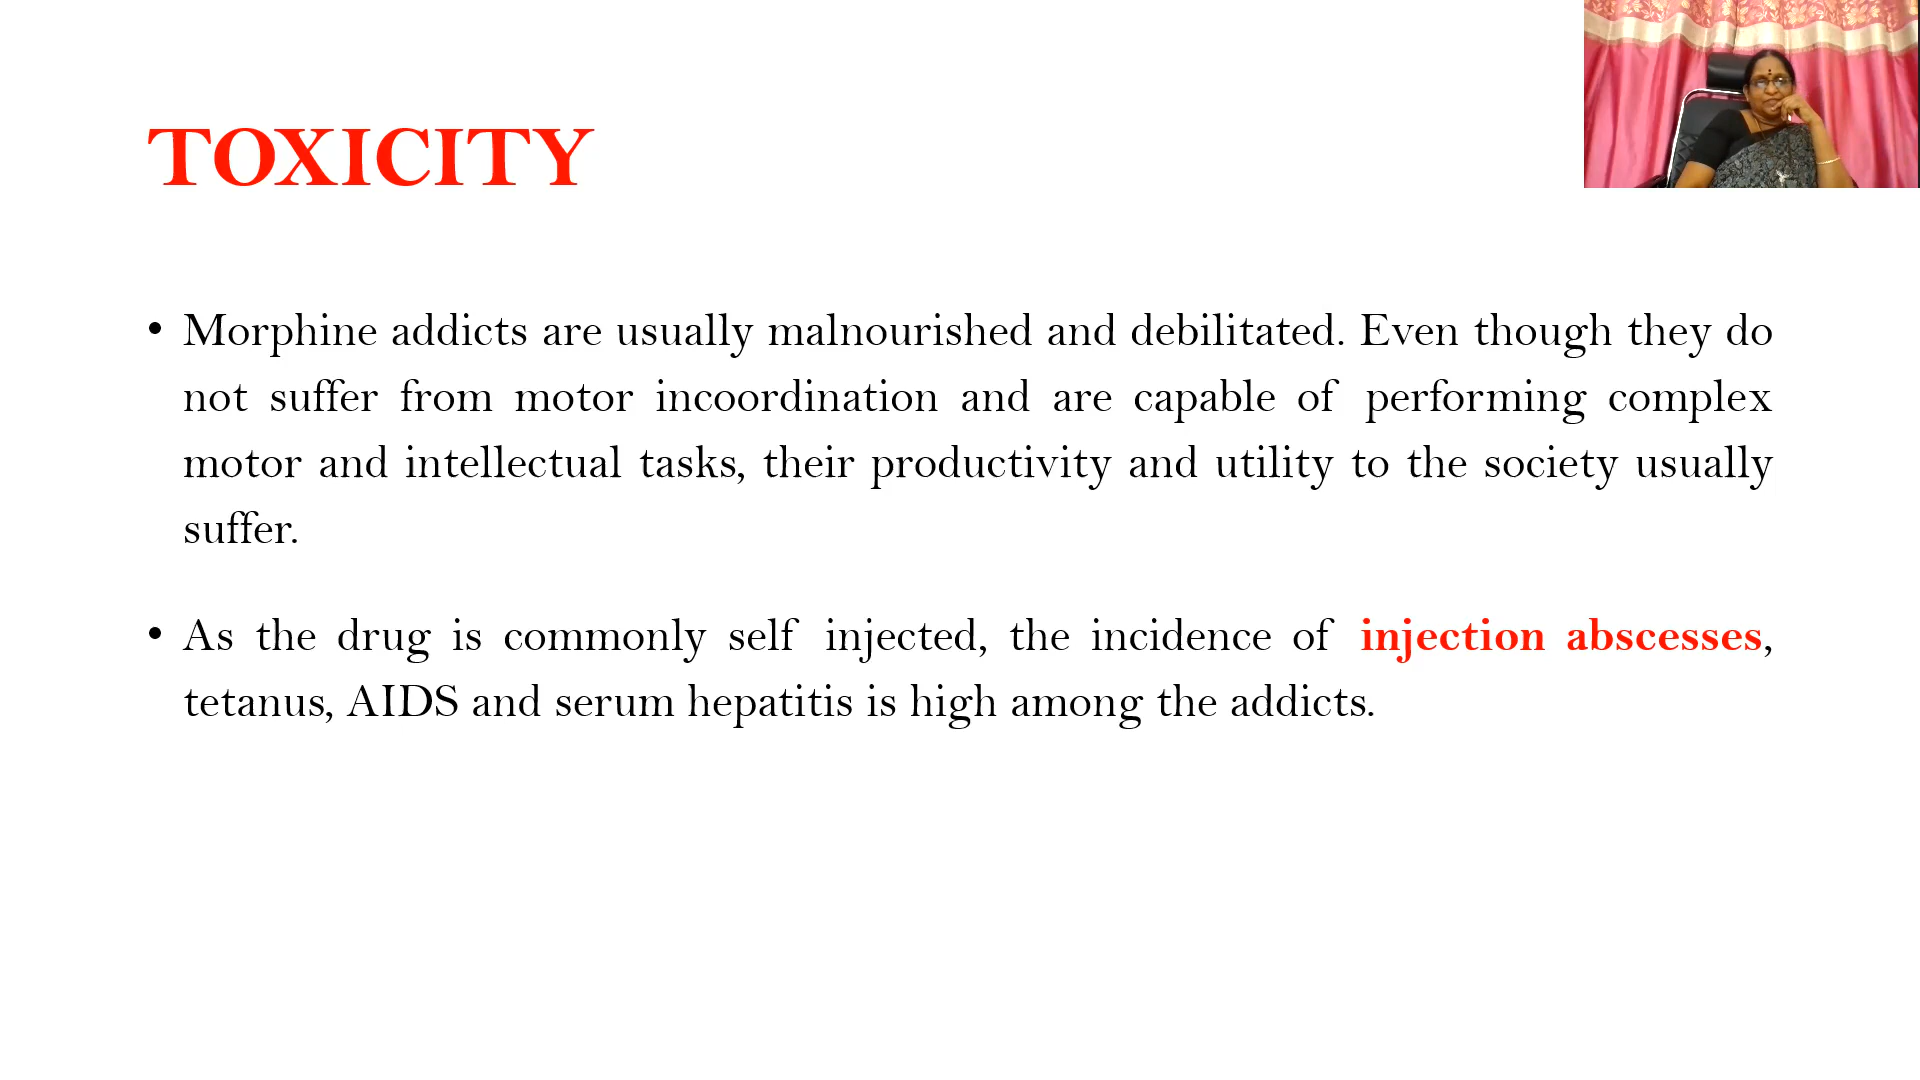 TOXICITY
• Morphine addicts are usually malnourished and debilitated. Even though they do
not suffer from motor incoordination and are capable of performing complex
motor and intellectual tasks, their productivity and utility to the society usually
suffer.
• As the drug is commonly self injected, the incidence of injection abscesses,
tetanus, AIDS and serum hepatitis is high among the addicts.